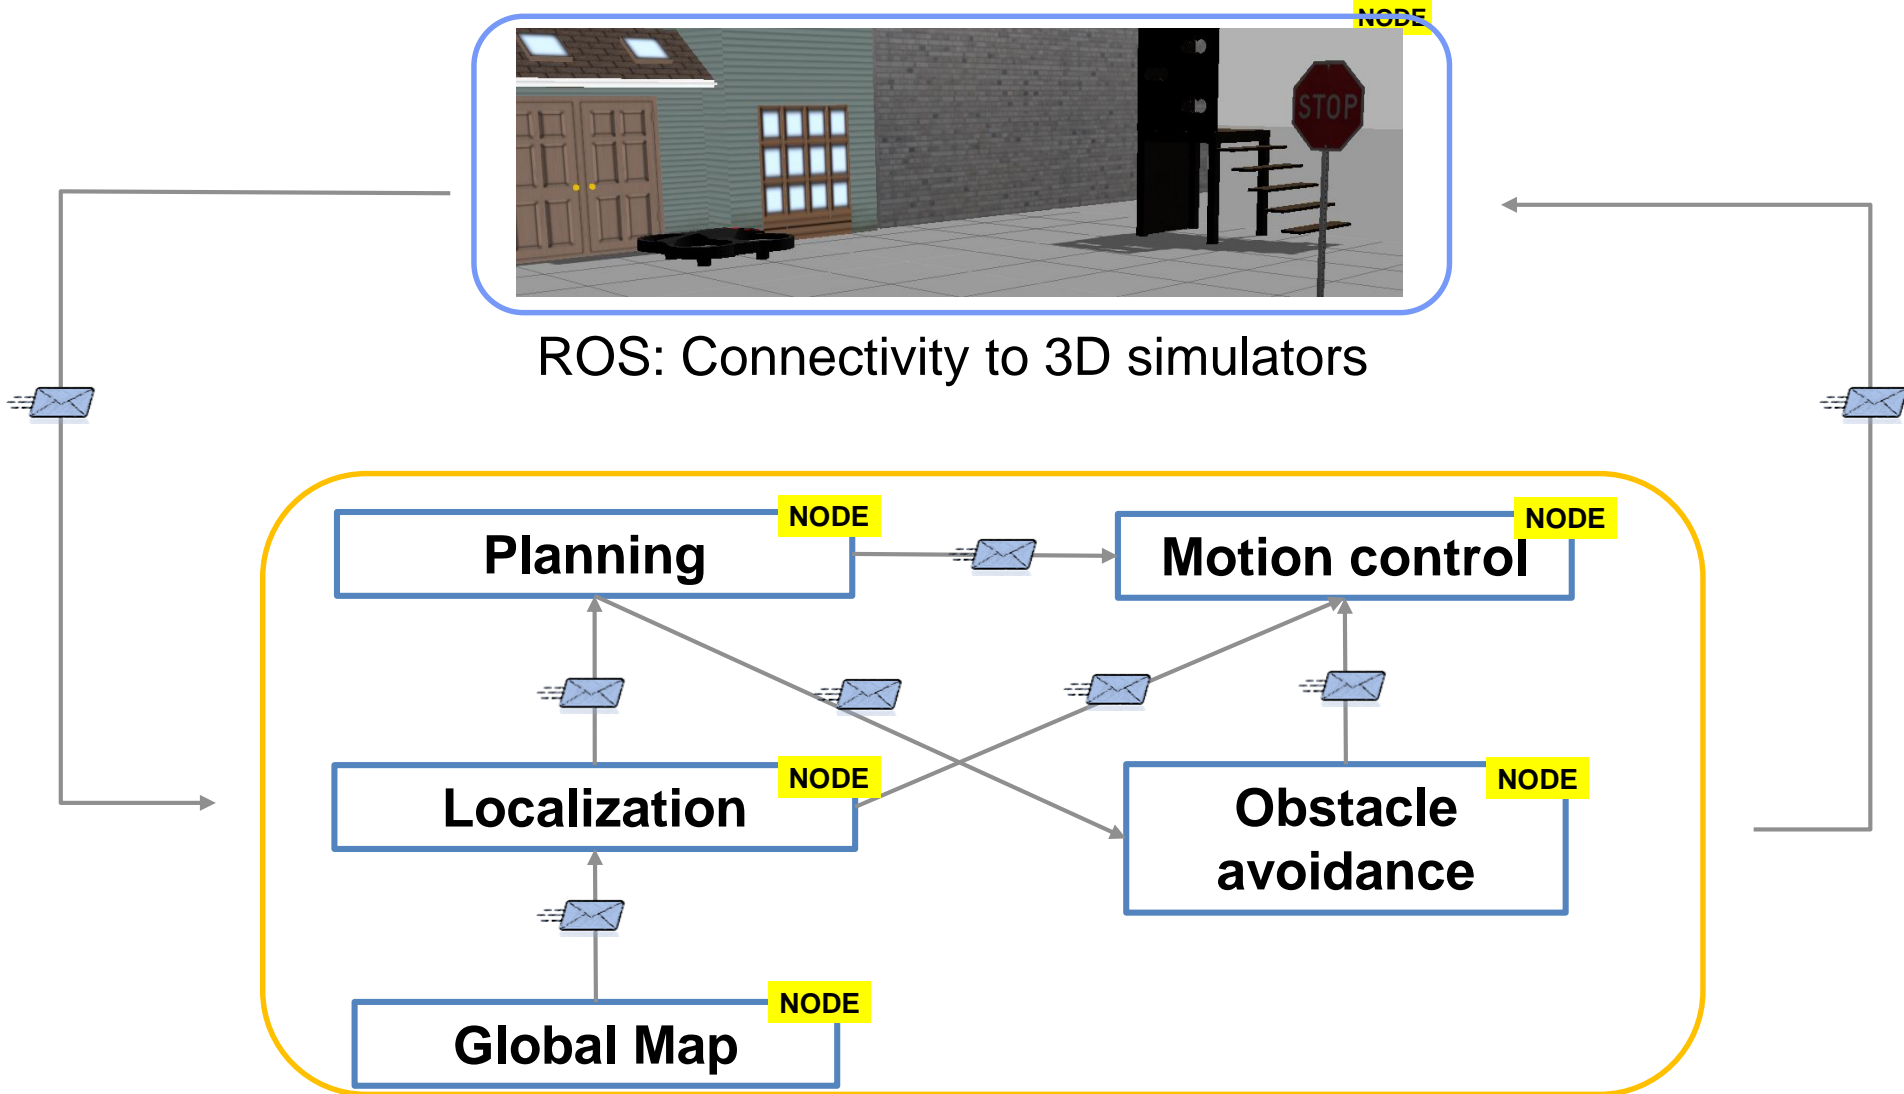 NODE
STOP
ROS: Connectivity to 3D simulators
NODE
Planning
NODE
Motion control
NODE
Localization
NODE
Obstacle
avoidance
NODE
Global Map